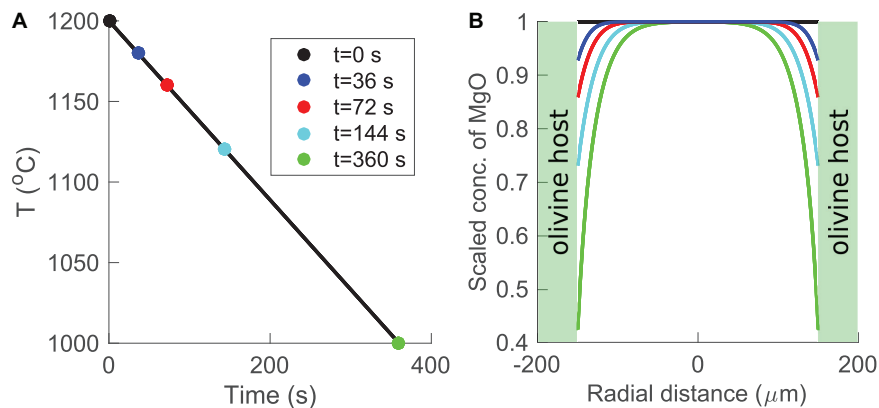 A
1200
1150
1100
1050
1000
T (°C)
0
200
400
Time (s)
t=0 s
t=36 s
t=72 s
t=144 s
t=360 s
B
1
0.9
0.8
0.7
0.6
0.5
0.4
Scaled conc. of MgO
olivine host
olivine host
-200
0
200
Radial distance (μm)